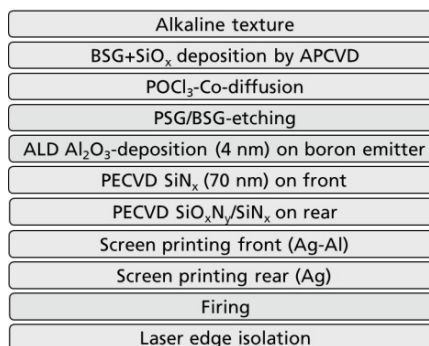 Alkaline texture
BSG+SiOₓ deposition by APCVD
POCl₃-Co-diffusion
PSG/BSG-etching
ALD Al₂O₃-deposition (4 nm) on boron emitter
PECVD SiNₓ (70 nm) on front
PECVD SiOₓNᵧ/SiNₓ on rear
Screen printing front (Ag-Al)
Screen printing rear (Ag)
Firing
Laser edge isolation